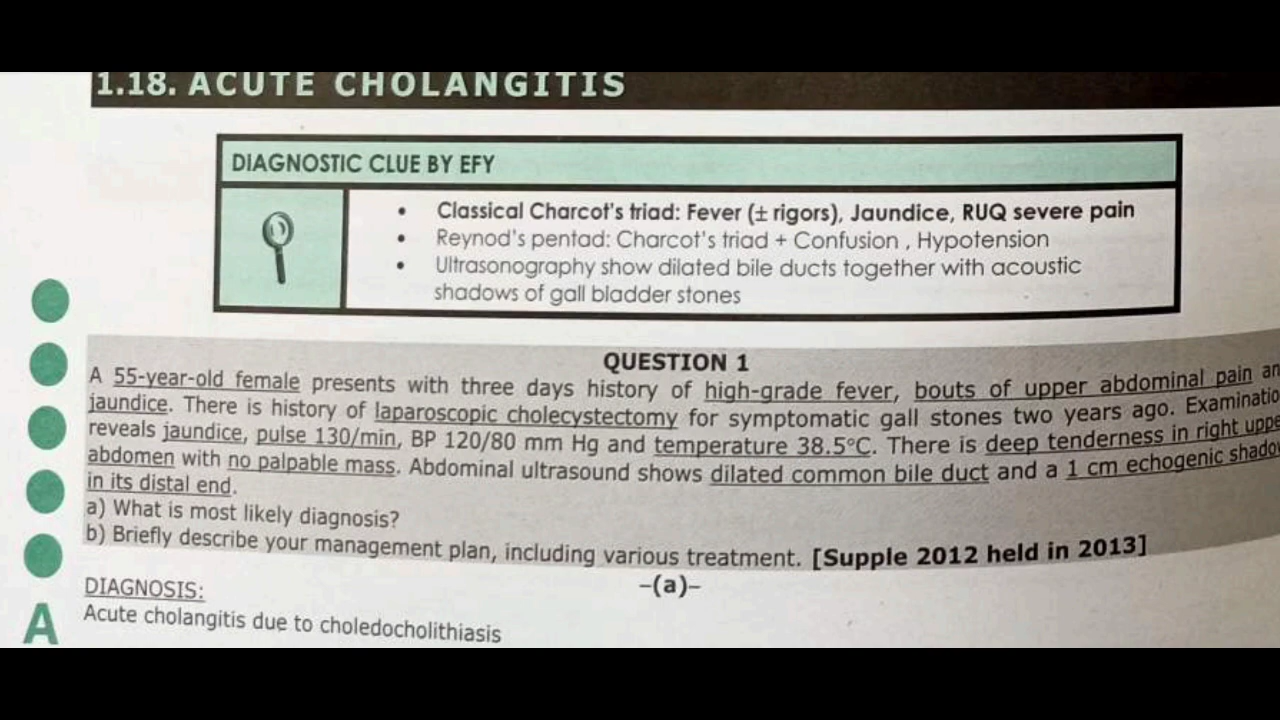 1.18. ACUTE CHOLANGITIS
DIAGNOSTIC CLUE BY EFY
• Classical Charcot's triad: Fever (± rigors), Jaundice, RUQ severe pain
• Reynod's pentad: Charcot's triad + Confusion , Hypotension
• Ultrasonography show dilated bile ducts together with acoustic
shadows of gall bladder stones
QUESTION 1
A 55-year-old female presents with three days history of high-grade fever, bouts of upper abdominal pain an
jaundice. There is history of laparoscopic cholecystectomy for symptomatic gall stones two years ago. Examinatio
reveals jaundice, pulse 130/min, BP 120/80 mm Hg and temperature 38.5°C. There is deep tenderness in right uppe
abdomen with no palpable mass. Abdominal ultrasound shows dilated common bile duct and a 1 cm echogenic shado
in its distal end.
a) What is most likely diagnosis?
b) Briefly describe your management plan, including various treatment. [Supple 2012 held in 2013]
–(a)–
DIAGNOSIS:
A Acute cholangitis due to choledocholithiasis